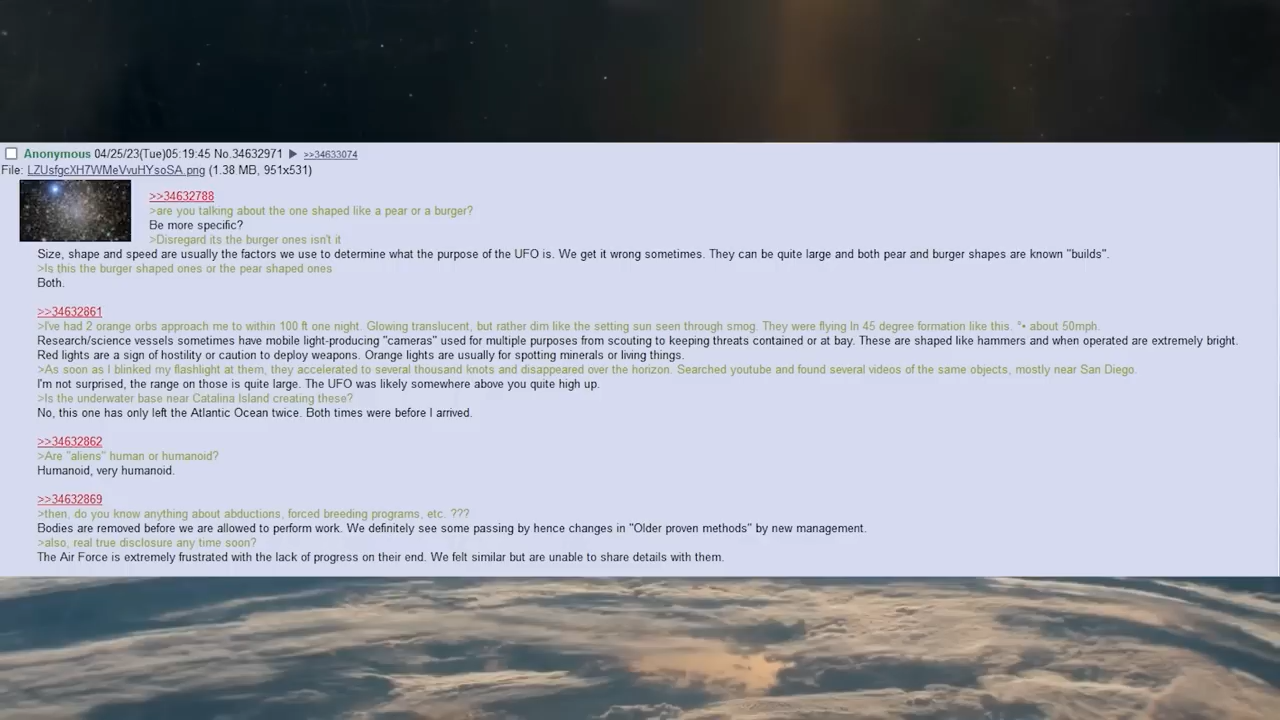 Anonymous 04/25/23(Tue)05:19:45 No.34632971 ▶ >>34633074
File: LZUsfgcXH7WMeVvuHYsoSA.png (1.38 MB, 951x531)
>>34632788
>are you talking about the one shaped like a pear or a burger?
Be more specific?
>Disregard its the burger ones isn't it
Size, shape and speed are usually the factors we use to determine what the purpose of the UFO is. We get it wrong sometimes. They can be quite large and both pear and burger shapes are known "builds".
>Is this the burger shaped ones or the pear shaped ones
Both.
>>34632861
>I've had 2 orange orbs approach me to within 100 ft one night. Glowing translucent, but rather dim like the setting sun seen through smog. They were flying In 45 degree formation like this. °• about 50mph.
Research/science vessels sometimes have mobile light-producing "cameras" used for multiple purposes from scouting to keeping threats contained or at bay. These are shaped like hammers and when operated are extremely bright.
Red lights are a sign of hostility or caution to deploy weapons. Orange lights are usually for spotting minerals or living things.
>As soon as I blinked my flashlight at them, they accelerated to several thousand knots and disappeared over the horizon. Searched youtube and found several videos of the same objects, mostly near San Diego.
I'm not surprised, the range on those is quite large. The UFO was likely somewhere above you quite high up.
>Is the underwater base near Catalina Island creating these?
No, this one has only left the Atlantic Ocean twice. Both times were before I arrived.
>>34632862
>Are "aliens" human or humanoid?
Humanoid, very humanoid.
>>34632869
>then, do you know anything about abductions, forced breeding programs, etc. ???
Bodies are removed before we are allowed to perform work. We definitely see some passing by hence changes in "Older proven methods" by new management.
>also, real true disclosure any time soon?
The Air Force is extremely frustrated with the lack of progress on their end. We felt similar but are unable to share details with them.